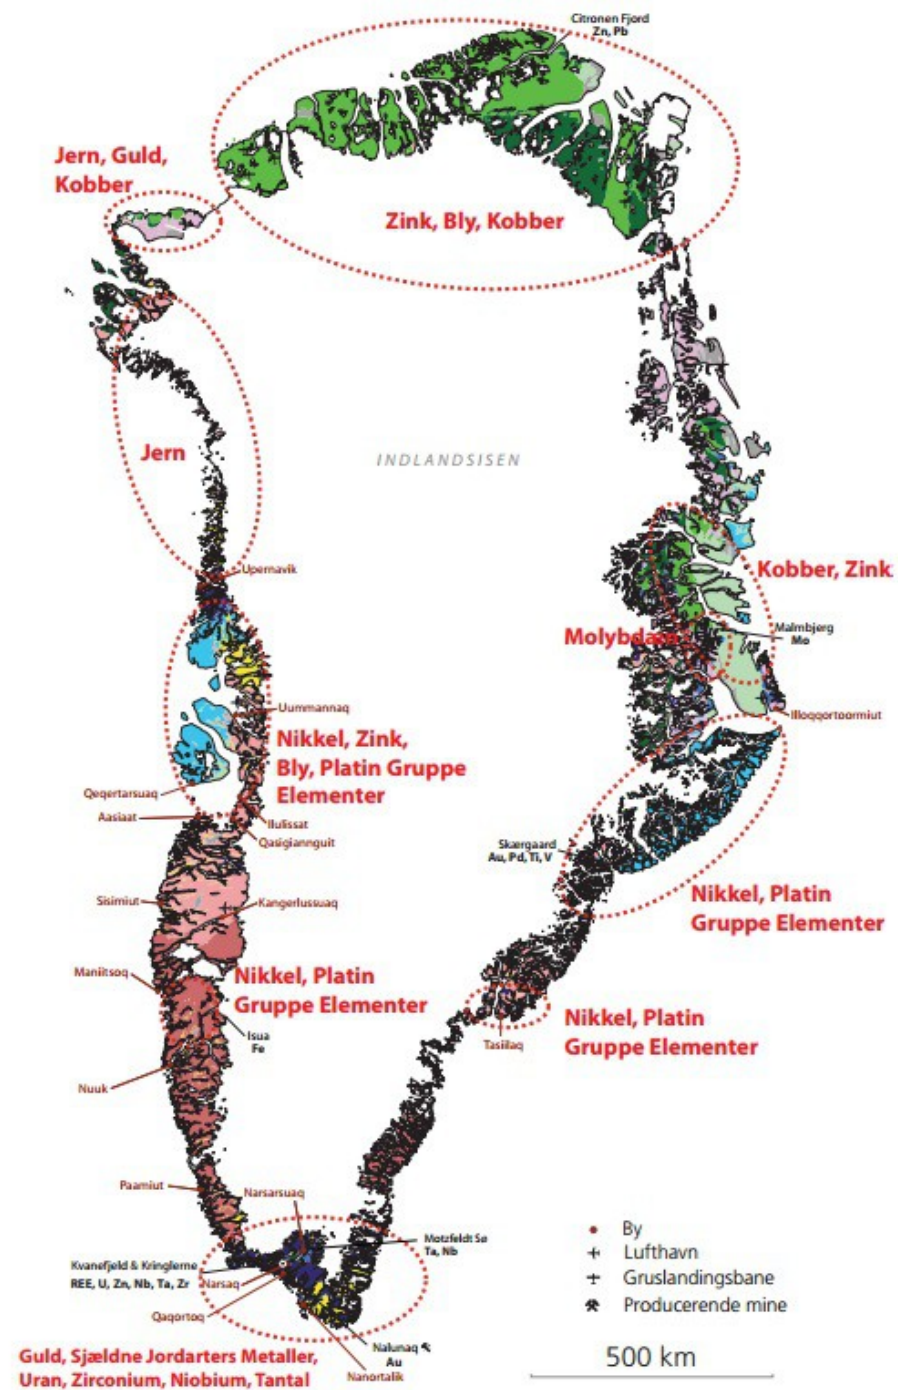 Citronen Fjord
Zn, Pb
Jern, Guld,
Kobber
Zink, Bly, Kobber
Jern
INDLANDSISEN
Upernavik
Kobber, Zink
Molybdæn
Malmbjerg
Mo
Uummannaq
Illoqqortoormiut
Nikkel, Zink,
Bly, Platin Gruppe
Elementer
Qeqertarsuaq
Aasiaat
Ilulissat
Qasigiannguit
Skærgaard
Au, Pd, Ti, V
Sisimiut
Kangerlussuaq
Nikkel, Platin
Gruppe Elementer
Maniitsoq
Nikkel, Platin
Gruppe Elementer
Isua
Fe
Nikkel, Platin
Gruppe Elementer
Tasiilaq
Nuuk
Paamiut
Narsarsuaq
Motzfeldt Sø
Ta, Nb
Kvanefjeld & Kringlerne
REE, U, Zn, Nb, Ta, Zr
Narsaq
Qaqortoq
Nalunaq
Au
Nanortalik
Guld, Sjældne Jordarters Metaller,
Uran, Zirconium, Niobium, Tantal
By
Lufthavn
Gruslandingsbane
Producerende mine
500 km